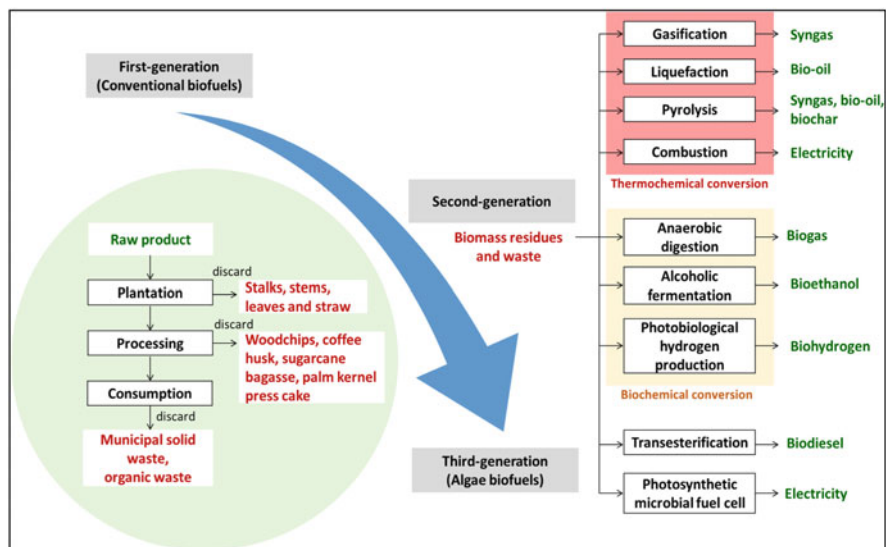 First-generation
(Conventional biofuels)
Raw product
discard
Plantation
Stalks, stems,
leaves and straw
discard
Processing
Woodchips, coffee
husk, sugarcane
bagasse, palm kernel
press cake
Consumption
discard
Municipal solid
waste,
organic waste
Second-generation
Biomass residues
and waste
Third-generation
(Algae biofuels)
Gasification
Syngas
Liquefaction
Bio-oil
Pyrolysis
Syngas, bio-oil,
biochar
Combustion
Electricity
Thermochemical conversion
Anaerobic
digestion
Biogas
Alcoholic
fermentation
Bioethanol
Photobiological
hydrogen
production
Biohydrogen
Biochemical conversion
Transesterification
Biodiesel
Photosynthetic
microbial fuel cell
Electricity